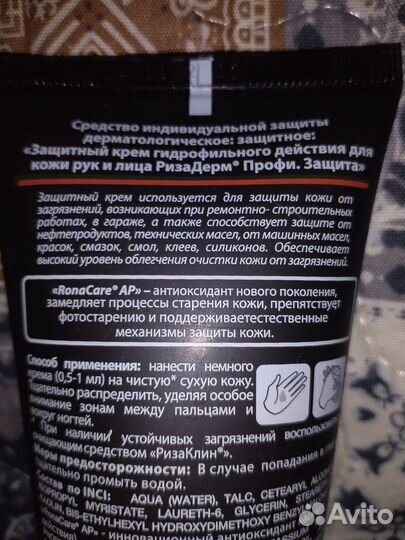 Средство индивидуальной защиты
дерматологическое: защитное:
«Защитный крем гидрофильного действия для
кожи рук и лица РизаДерм® Профи. Защита»
Защитный крем используется для защиты кожи от
загрязнений, возникающих при ремонтно- строительных
работах, в гараже, а также способствует защите от
нефтепродуктов, технических масел, от машинных масел,
красок, смазок, смол, клеев, силиконов. Обеспечивает
высокий уровень облегчения очистки кожи от загрязнений.
«RonaCare® AP» – антиоксидант нового поколения,
замедляет процессы старения кожи, препятствует
фотостарению и поддерживаетестественные
механизмы защиты кожи.
Способ применения: нанести немного
крема (0,5-1 мл) на чистую* сухую кожу.
Тщательно распределить, уделяя особое
внимание зонам между пальцами и
вокруг ногтей.
При наличии устойчивых загрязнений
очищающим средством «РизаКлин®».
Меры предосторожности: В случае попадания в
тщательно промыть водой.
Состав по INCI: AQUA (WATER), TALC, CETEARYL
MYRISTATE, LAURETH-6, GLYCERIN,
BIS-ETHYLHEXYL HYDROXYDIMETHOXY
AP» - инновационный антиоксидант
Avito